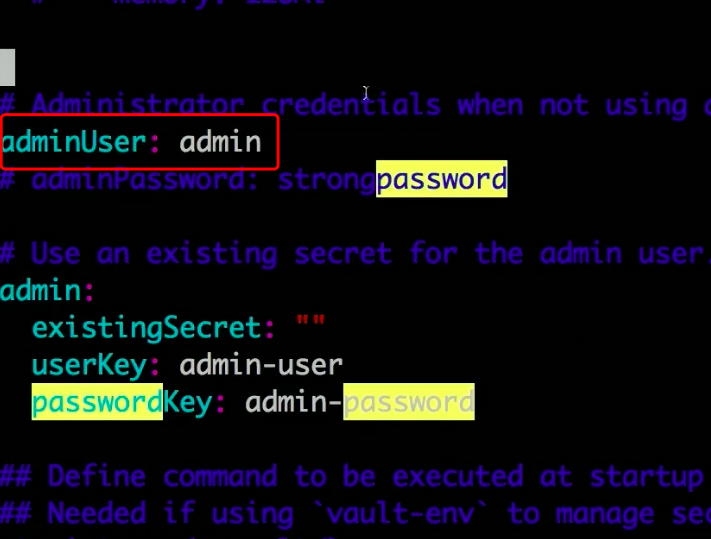 # memory: 128Mi
# Administrator credentials when not using
adminUser: admin
# adminPassword: strongpassword
# Use an existing secret for the admin user.
admin:
existingSecret: ""
userKey: admin-user
passwordKey: admin-password
## Define command to be executed at startup
## Needed if using `vault-env` to manage